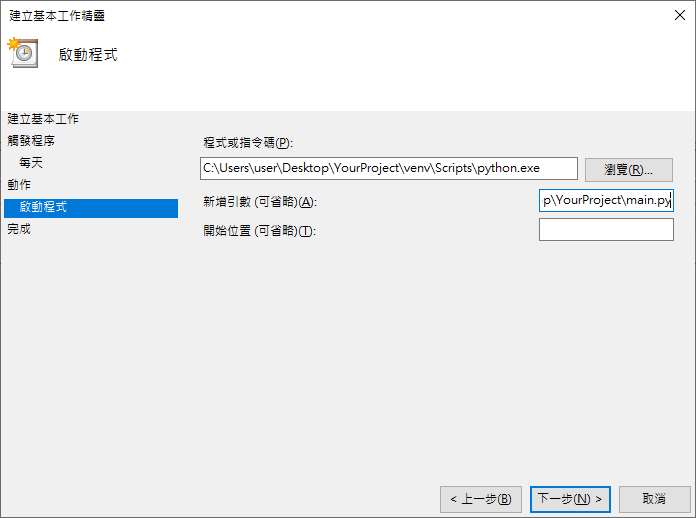 建立基本工作精靈
啟動程式
建立基本工作
觸發程序
每天
動作
啟動程式
完成
程式或指令碼(P):
C:\Users\user\Desktop\YourProject\venv\Scripts\python.exe
瀏覽(R)...
新增引數 (可省略)(A):
p\YourProject\main.py
開始位置 (可省略)(T):
< 上一步(B)
下一步(N) >
取消